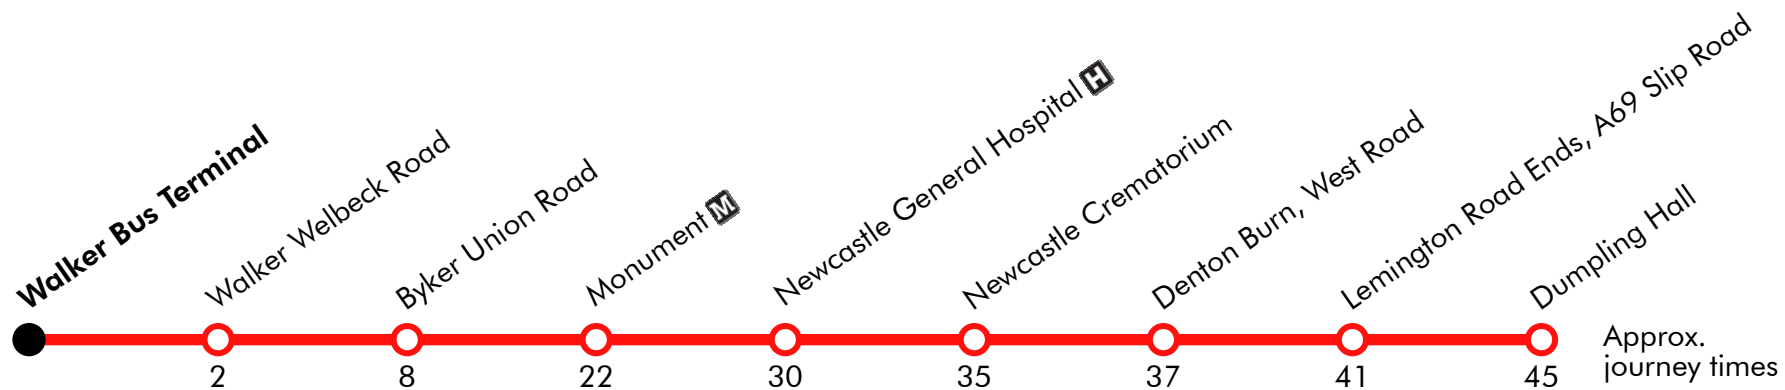 Walker Bus Terminal
Walker Welbeck Road
Byker Union Road
Monument M
Newcastle General Hospital H
Newcastle Crematorium
Denton Burn, West Road
Lemington Road Ends, A69 Slip Road
Dumpling Hall
2 8 22 30 35 37 41 45
Approx.
journey times